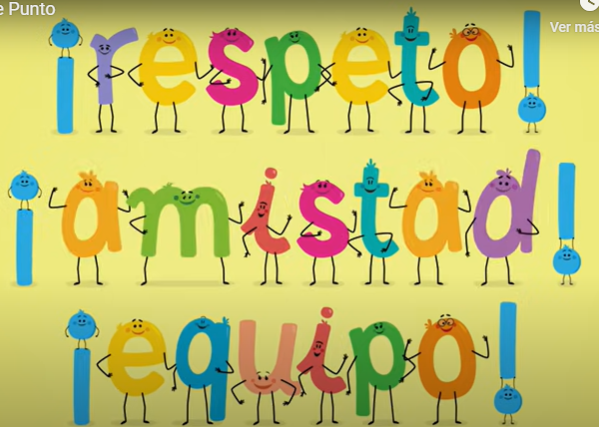 e Punto
Ver más
¡respeto!
¡amistad!
¡equipo!